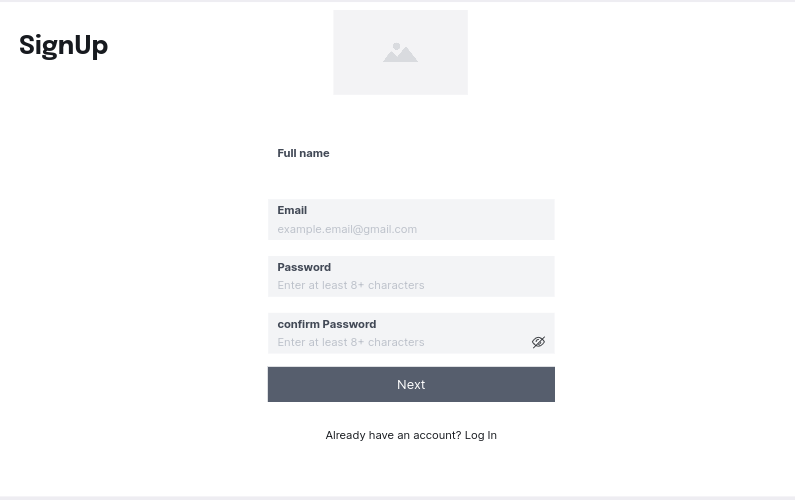 SignUp
Full name
Email
example.email@gmail.com
Password
Enter at least 8+ characters
confirm Password
Enter at least 8+ characters
Next
Already have an account? Log In